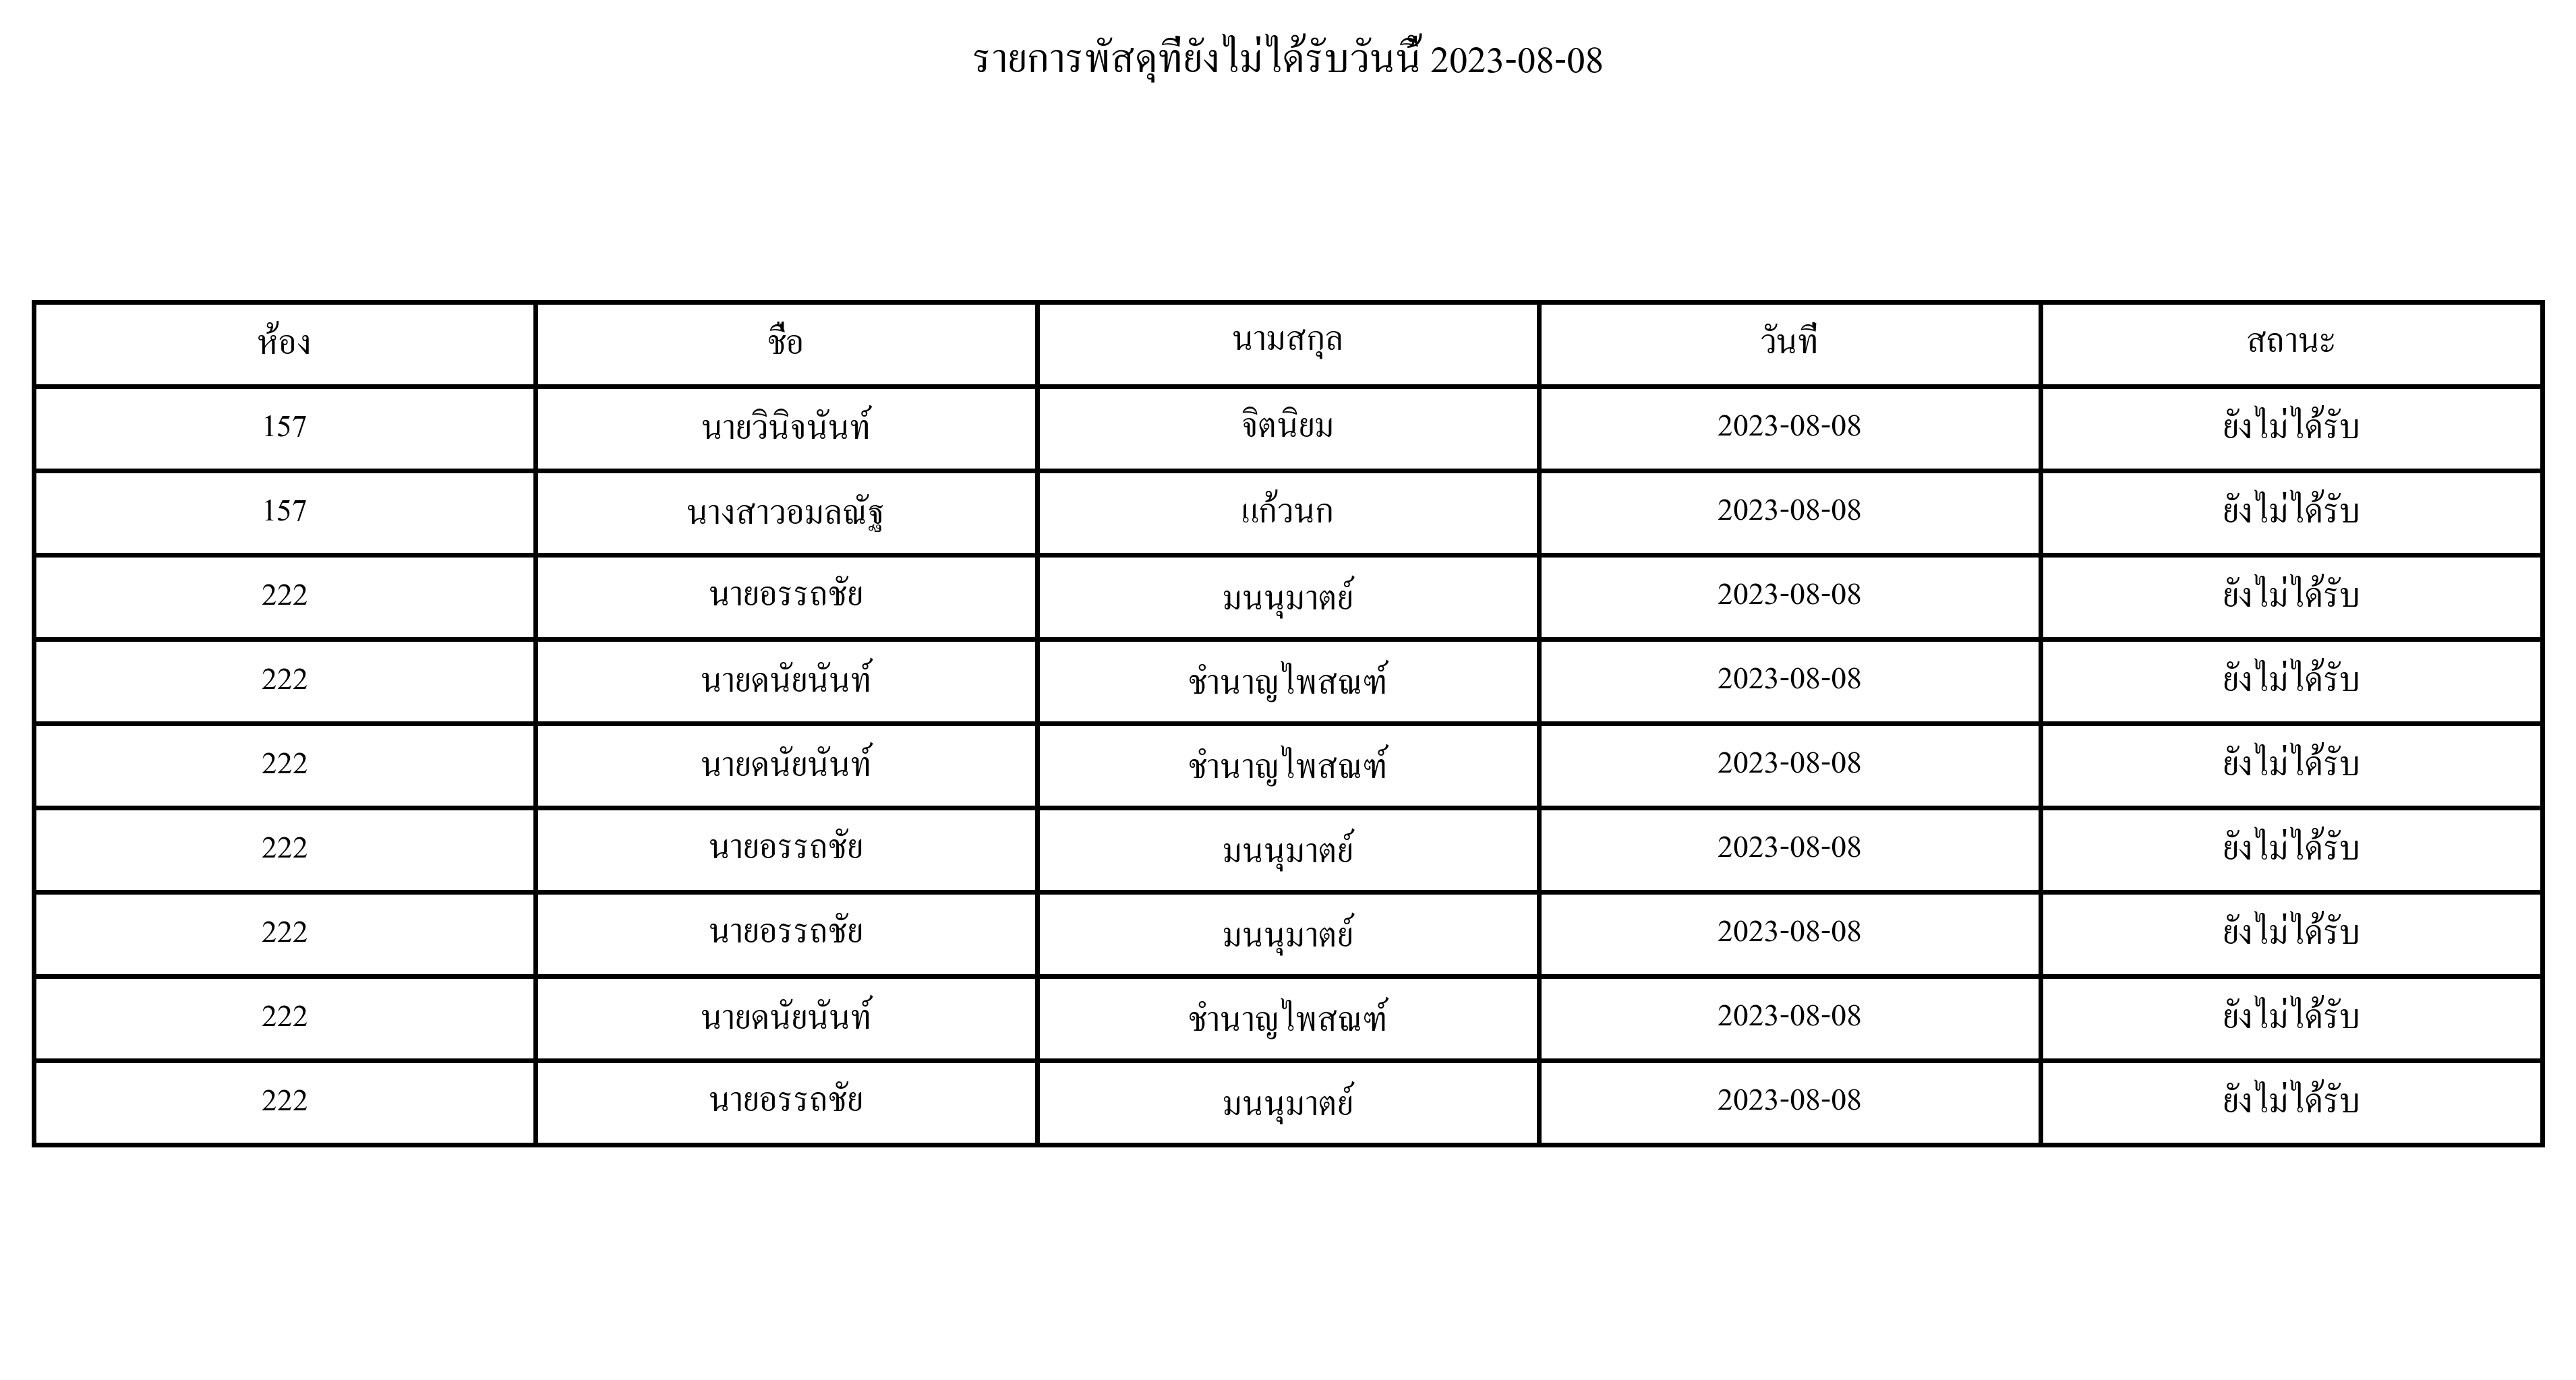 รายการพัสดุที่ยังไม่ได้รับวันนี้ 2023-08-08
ห้อง ชื่อ นามสกุล วันที่ สถานะ
157 นายวินิจนันท์ จิตนิยม 2023-08-08 ยังไม่ได้รับ
157 นางสาวอมลณัฐ แก้วนก 2023-08-08 ยังไม่ได้รับ
222 นายอรรถชัย มนนุมาตย์ 2023-08-08 ยังไม่ได้รับ
222 นายดนัยนันท์ ชำนาญไพสณฑ์ 2023-08-08 ยังไม่ได้รับ
222 นายดนัยนันท์ ชำนาญไพสณฑ์ 2023-08-08 ยังไม่ได้รับ
222 นายอรรถชัย มนนุมาตย์ 2023-08-08 ยังไม่ได้รับ
222 นายอรรถชัย มนนุมาตย์ 2023-08-08 ยังไม่ได้รับ
222 นายดนัยนันท์ ชำนาญไพสณฑ์ 2023-08-08 ยังไม่ได้รับ
222 นายอรรถชัย มนนุมาตย์ 2023-08-08 ยังไม่ได้รับ